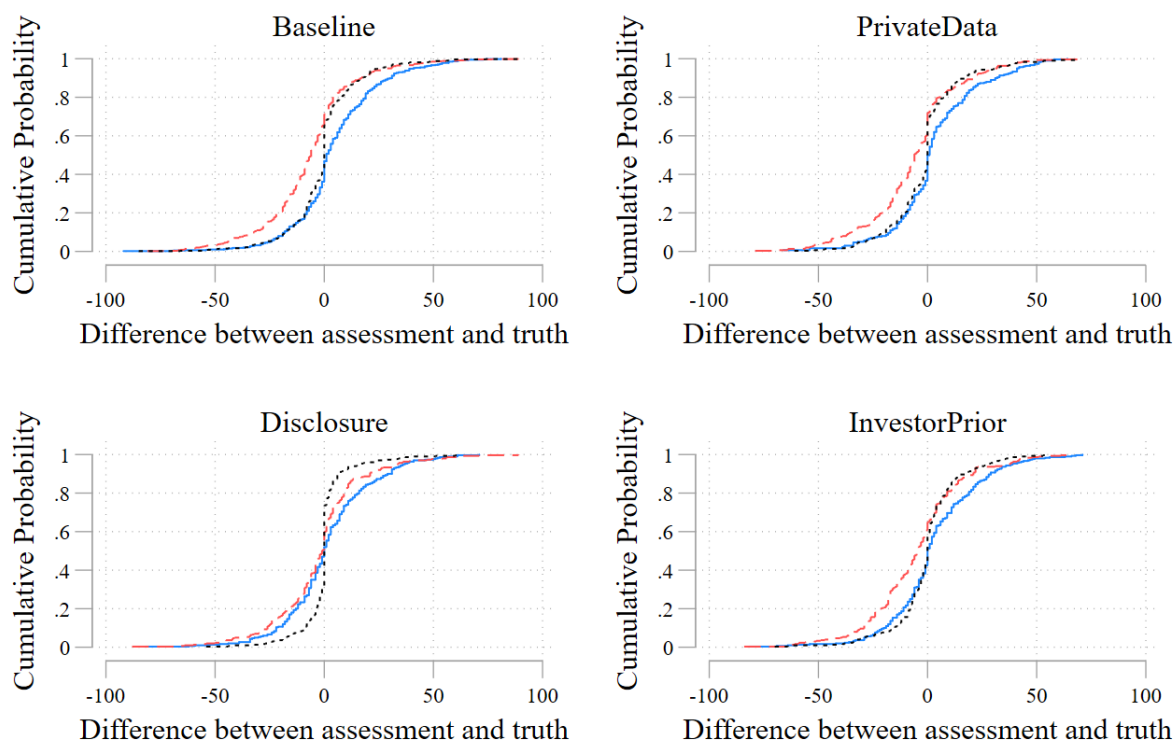 Baseline
Cumulative Probability
1
.8
.6
.4
.2
0
-100 -50 0 50 100
Difference between assessment and truth
PrivateData
Cumulative Probability
1
.8
.6
.4
.2
0
-100 -50 0 50 100
Difference between assessment and truth
Disclosure
Cumulative Probability
1
.8
.6
.4
.2
0
-100 -50 0 50 100
Difference between assessment and truth
InvestorPrior
Cumulative Probability
1
.8
.6
.4
.2
0
-100 -50 0 50 100
Difference between assessment and truth